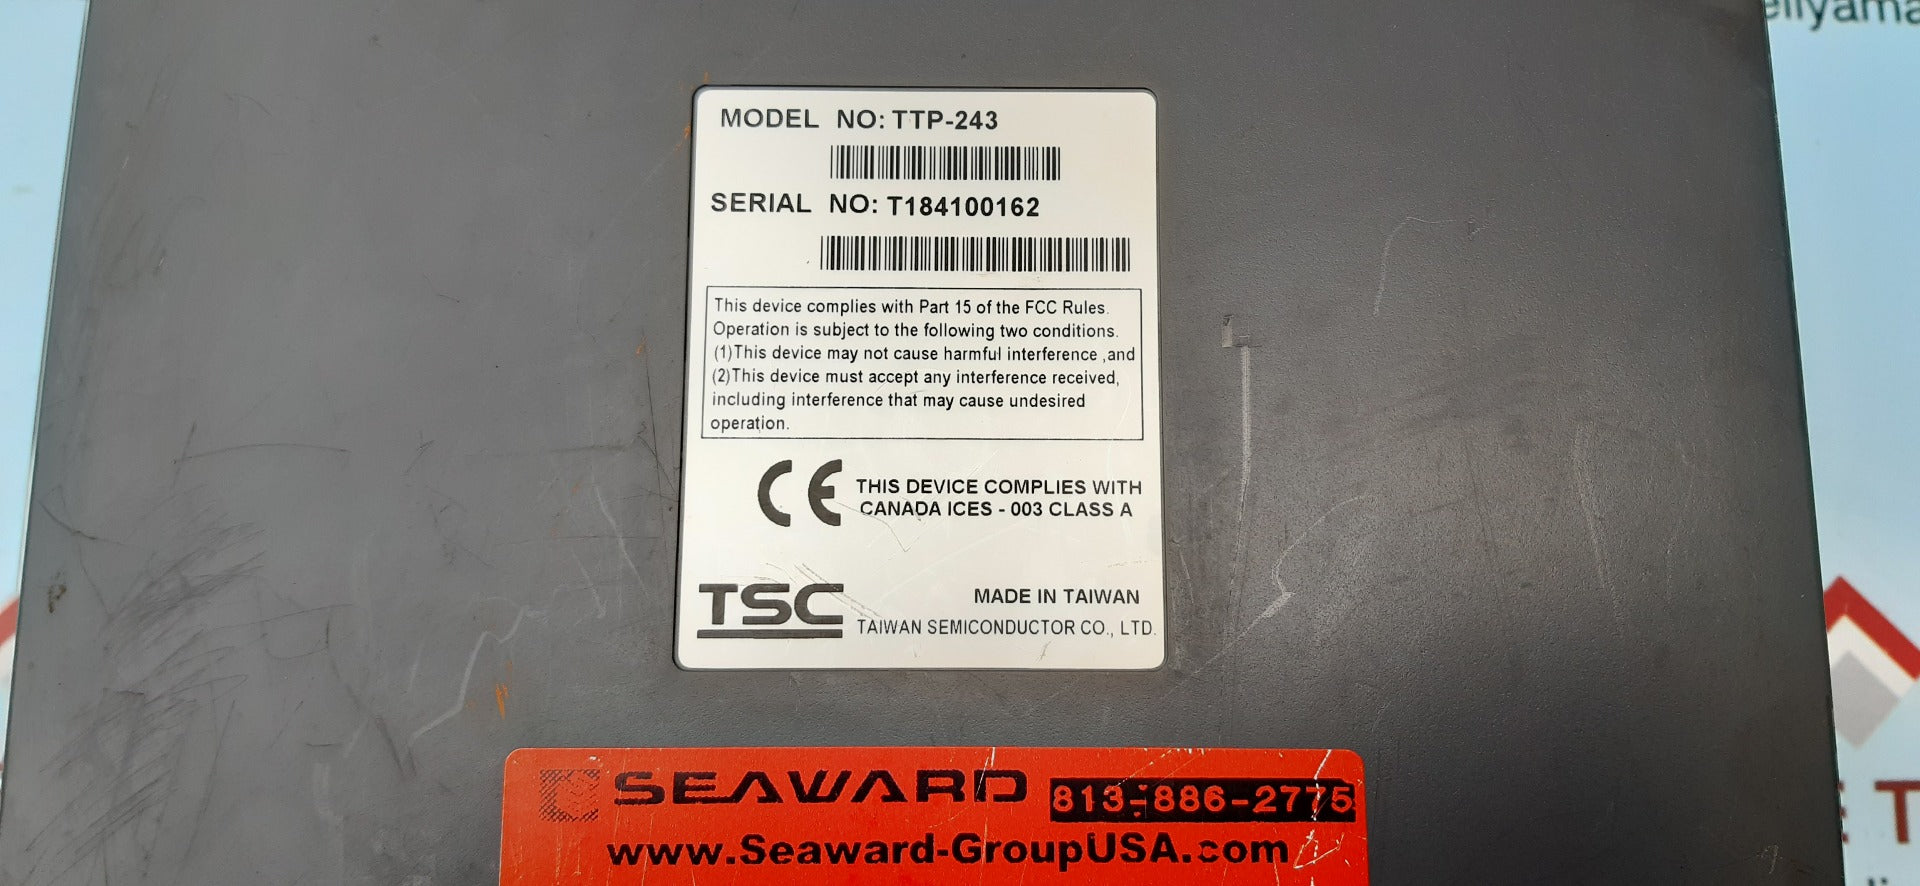 MODEL NO: TTP-243
SERIAL NO: T184100162
This device complies with Part 15 of the FCC Rules.
Operation is subject to the following two conditions.
(1)This device may not cause harmful interference ,and
(2)This device must accept any interference received,
including interference that may cause undesired
operation.
CE THIS DEVICE COMPLIES WITH
CANADA ICES - 003 CLASS A
TSC
MADE IN TAIWAN
TAIWAN SEMICONDUCTOR CO., LTD.
SEAWARD 813-886-2775
www.Seaward-GroupUSA.com